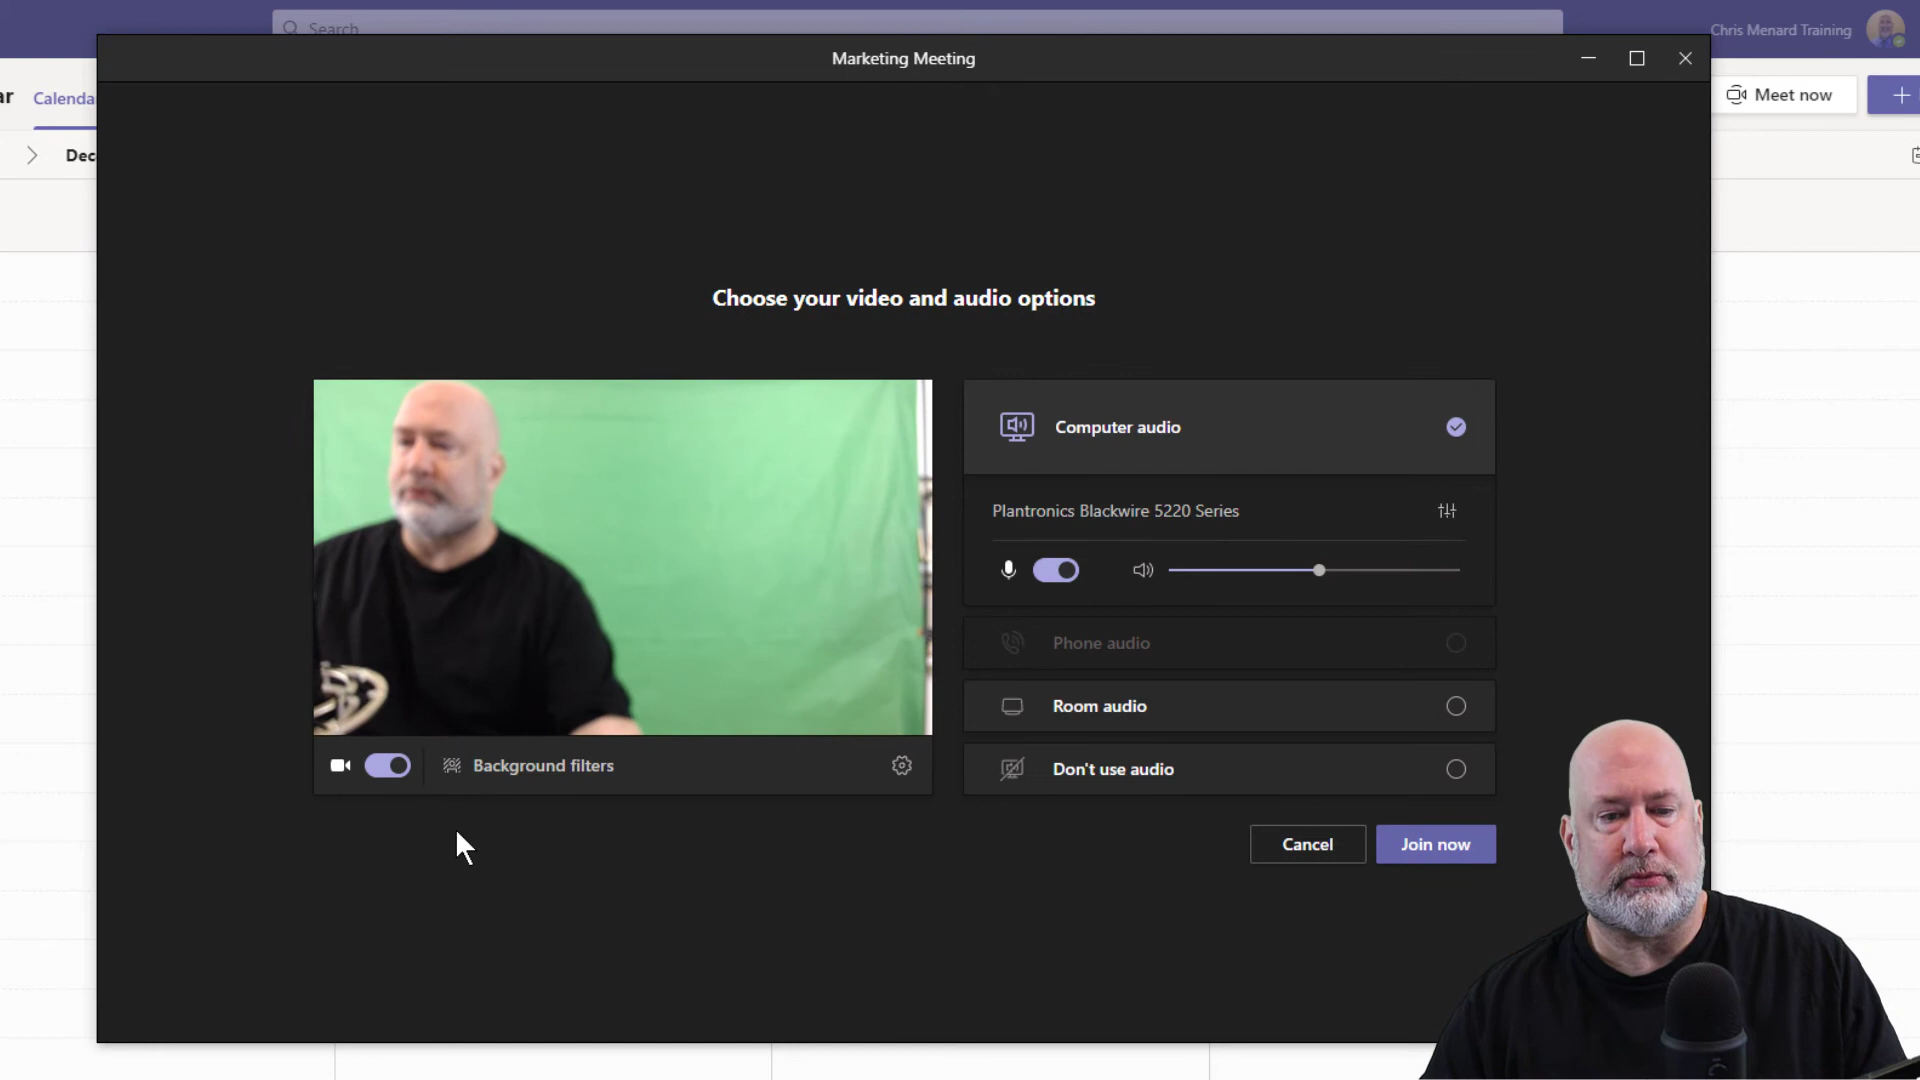 Search
Chris Menard Training
Marketing Meeting
ar
Calenda
Meet now
Dec
Choose your video and audio options
Computer audio
Plantronics Blackwire 5220 Series
Phone audio
Room audio
Background filters
Don't use audio
Cancel
Join now